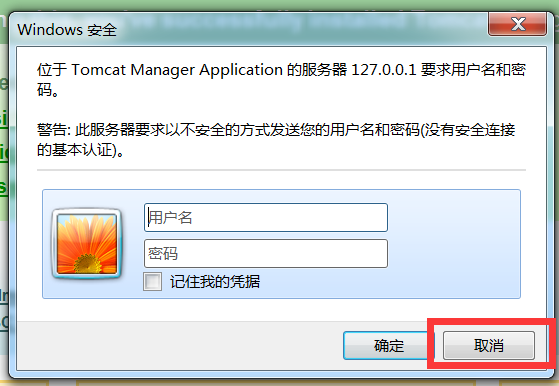 Windows 安全
位于 Tomcat Manager Application 的服务器 127.0.0.1 要求用户名和密
码。
警告: 此服务器要求以不安全的方式发送您的用户名和密码(没有安全连接
的基本认证)。
用户名
密码
记住我的凭据
确定
取消